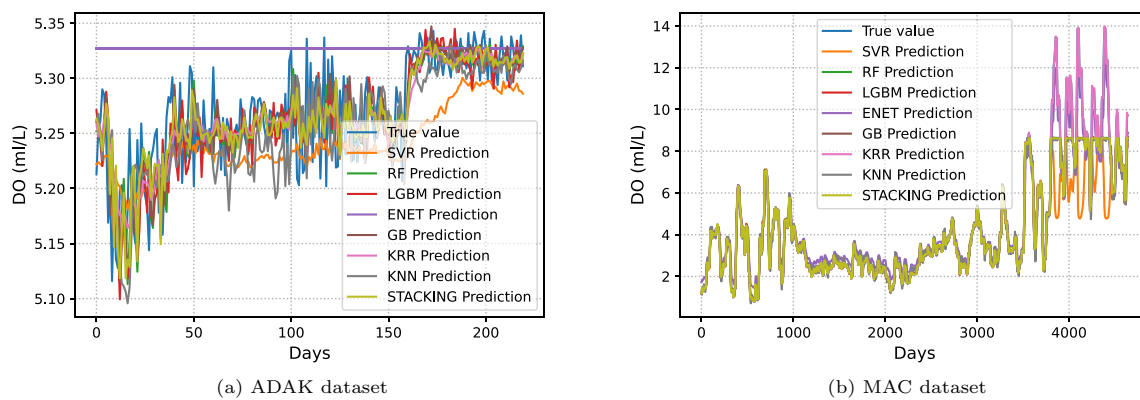 5.35
5.30
5.25
5.20
5.15
5.10
DO (ml/L)
True value
SVR Prediction
RF Prediction
LGBM Prediction
ENET Prediction
GB Prediction
KRR Prediction
KNN Prediction
STACKING Prediction
0 50 100 150 200
Days
(a) ADAK dataset
14
12
10
8
6
4
2
DO (ml/L)
True value
SVR Prediction
RF Prediction
LGBM Prediction
ENET Prediction
GB Prediction
KRR Prediction
KNN Prediction
STACKING Prediction
0 1000 2000 3000 4000
Days
(b) MAC dataset